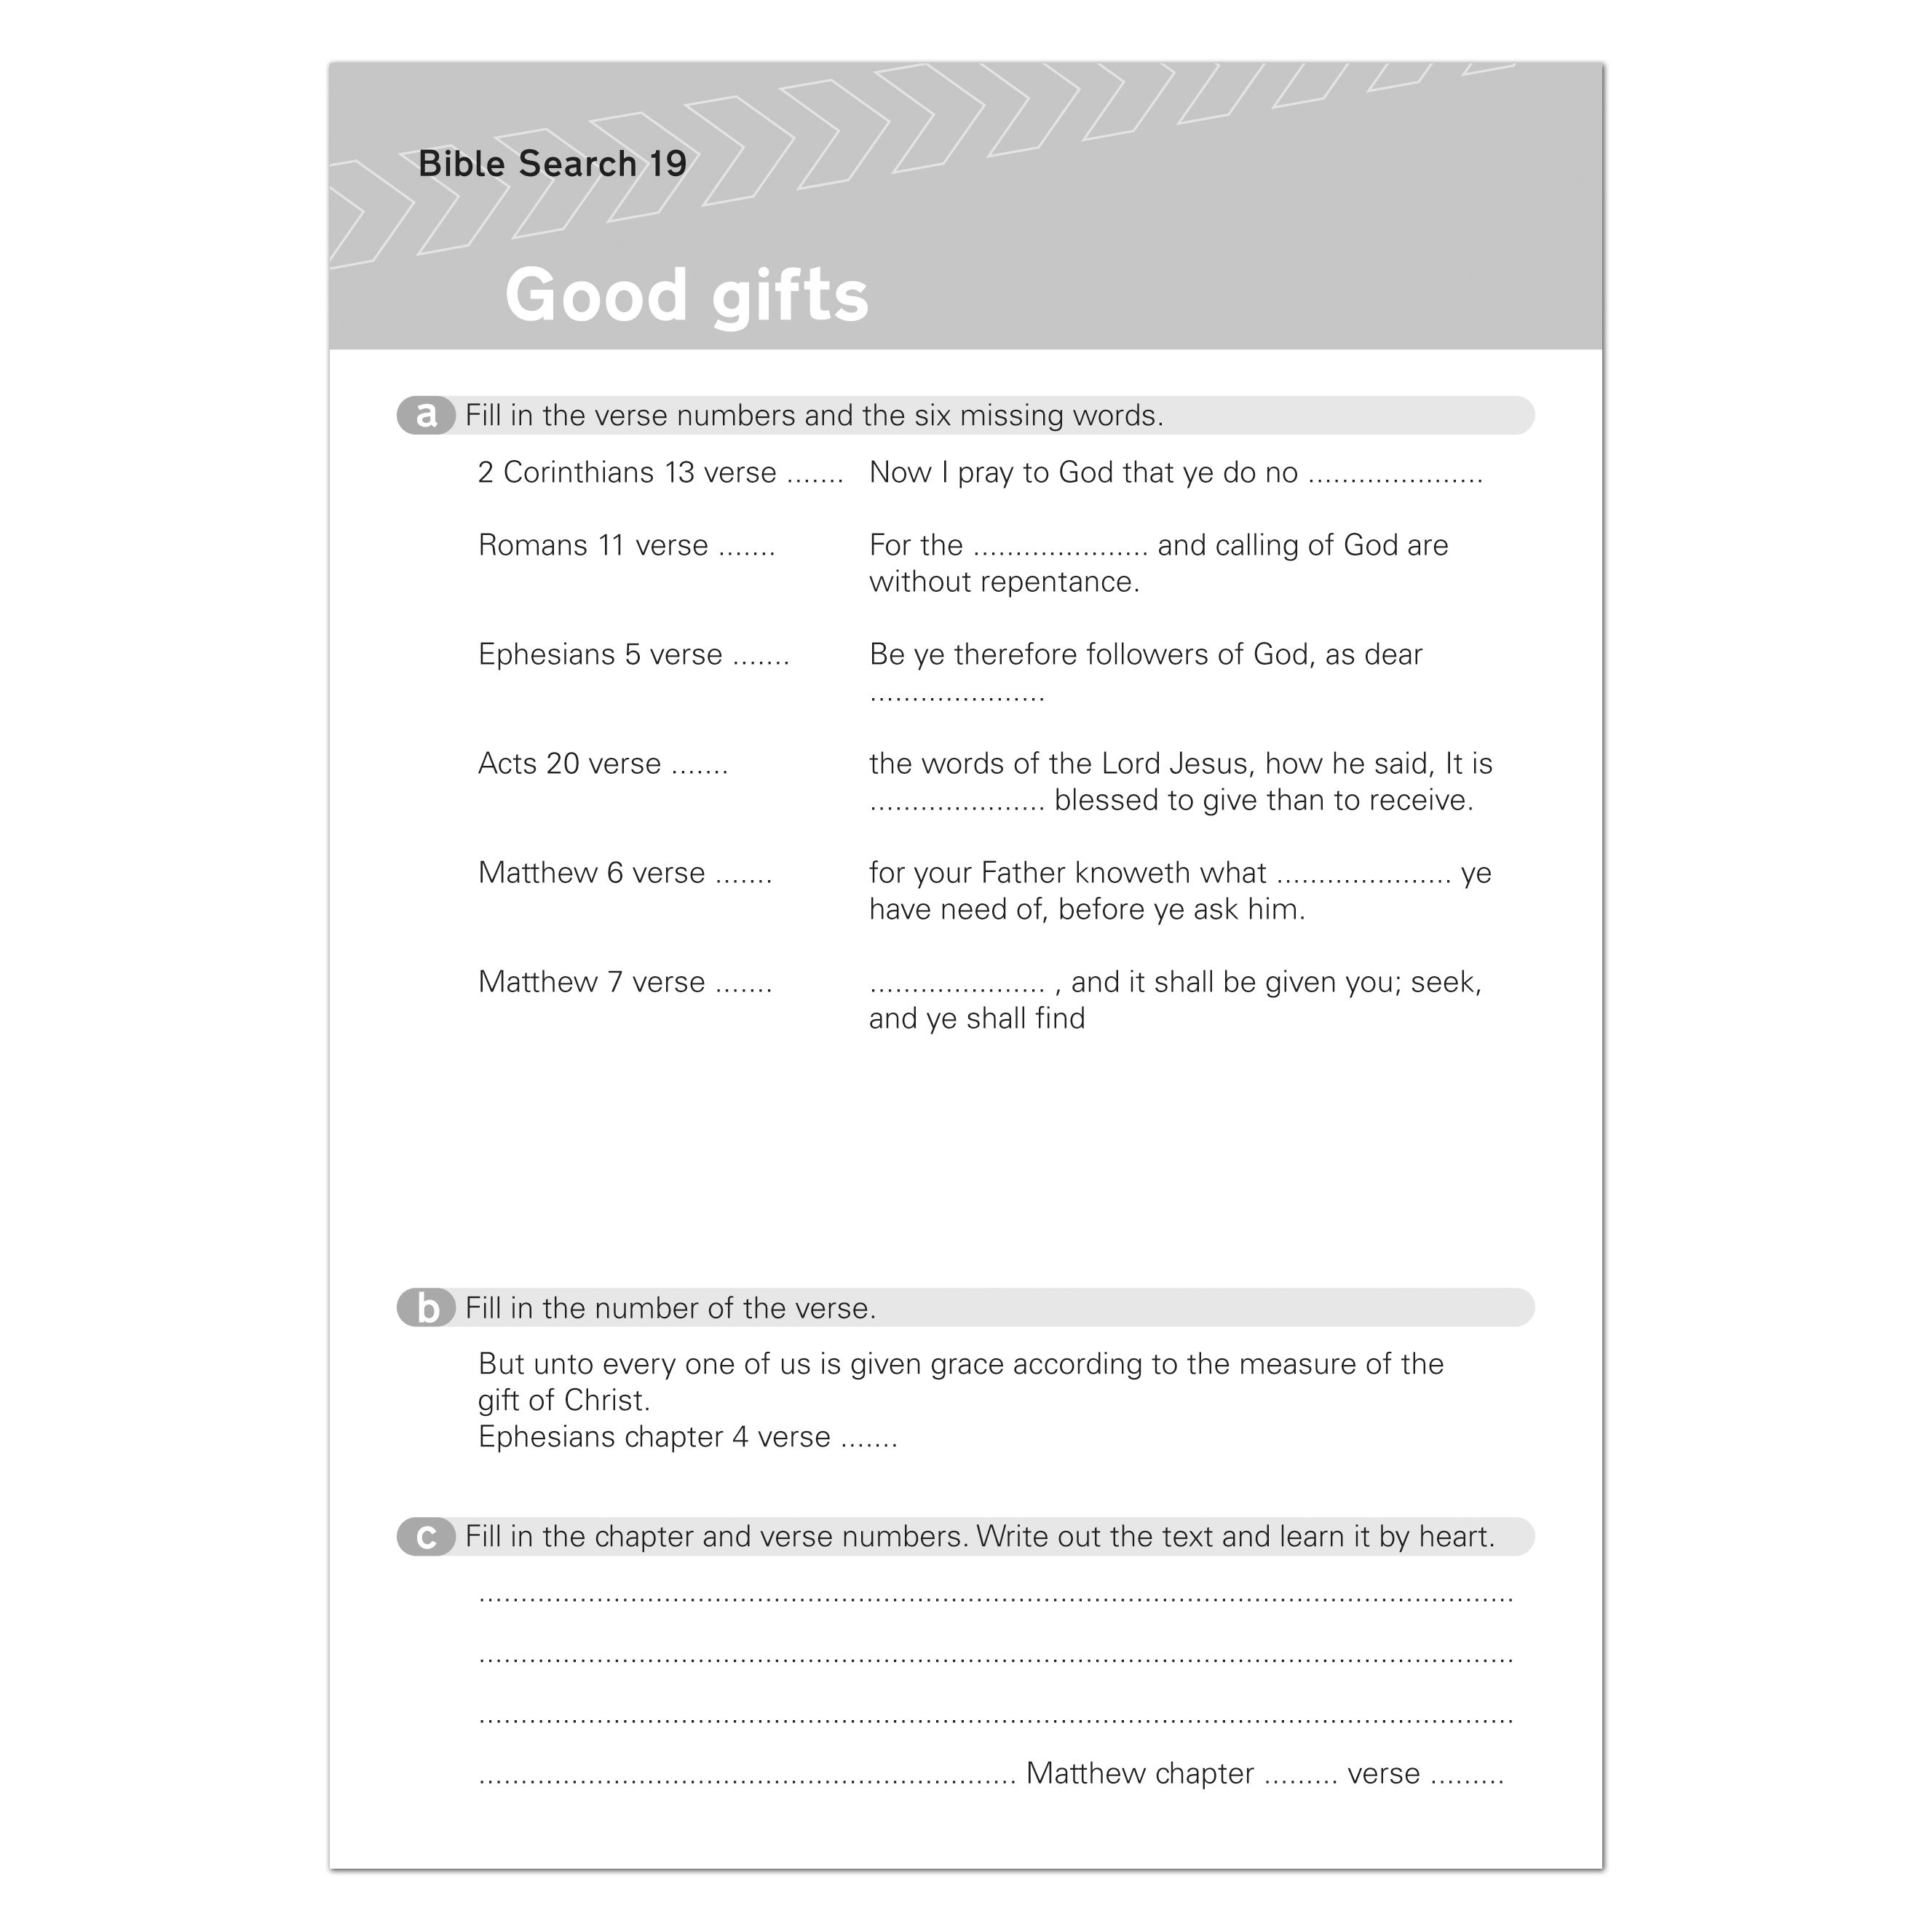 Bible Search 19
Good gifts
a Fill in the verse numbers and the six missing words.
2 Corinthians 13 verse ....... Now I pray to God that ye do no .....................
Romans 11 verse ....... For the ..................... and calling of God are
without repentance.
Ephesians 5 verse ....... Be ye therefore followers of God, as dear
.....................
Acts 20 verse ....... the words of the Lord Jesus, how he said, It is
..................... blessed to give than to receive.
Matthew 6 verse ....... for your Father knoweth what ..................... ye
have need of, before ye ask him.
Matthew 7 verse ....... ..................... , and it shall be given you; seek,
and ye shall find
b Fill in the number of the verse.
But unto every one of us is given grace according to the measure of the
gift of Christ.
Ephesians chapter 4 verse .......
c Fill in the chapter and verse numbers. Write out the text and learn it by heart.
............................................................................................................................
............................................................................................................................
............................................................................................................................
................................................................ Matthew chapter ......... verse .........